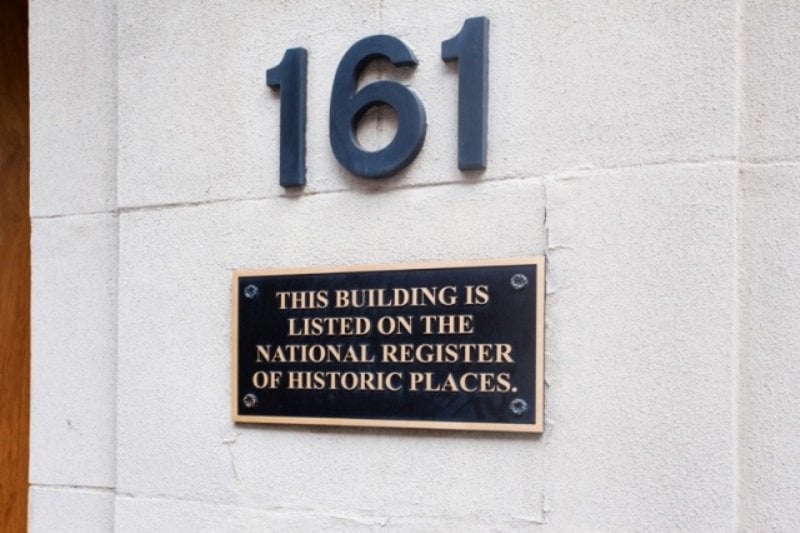 161
THIS BUILDING IS
LISTED ON THE
NATIONAL REGISTER
OF HISTORIC PLACES.